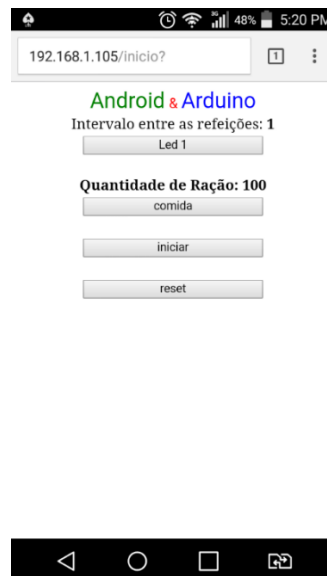 3G 48% 5:20 PM
192.168.1.105/inicio? 1
Android & Arduino
Intervalo entre as refeições: 1
Led 1
Quantidade de Ração: 100
comida
iniciar
reset